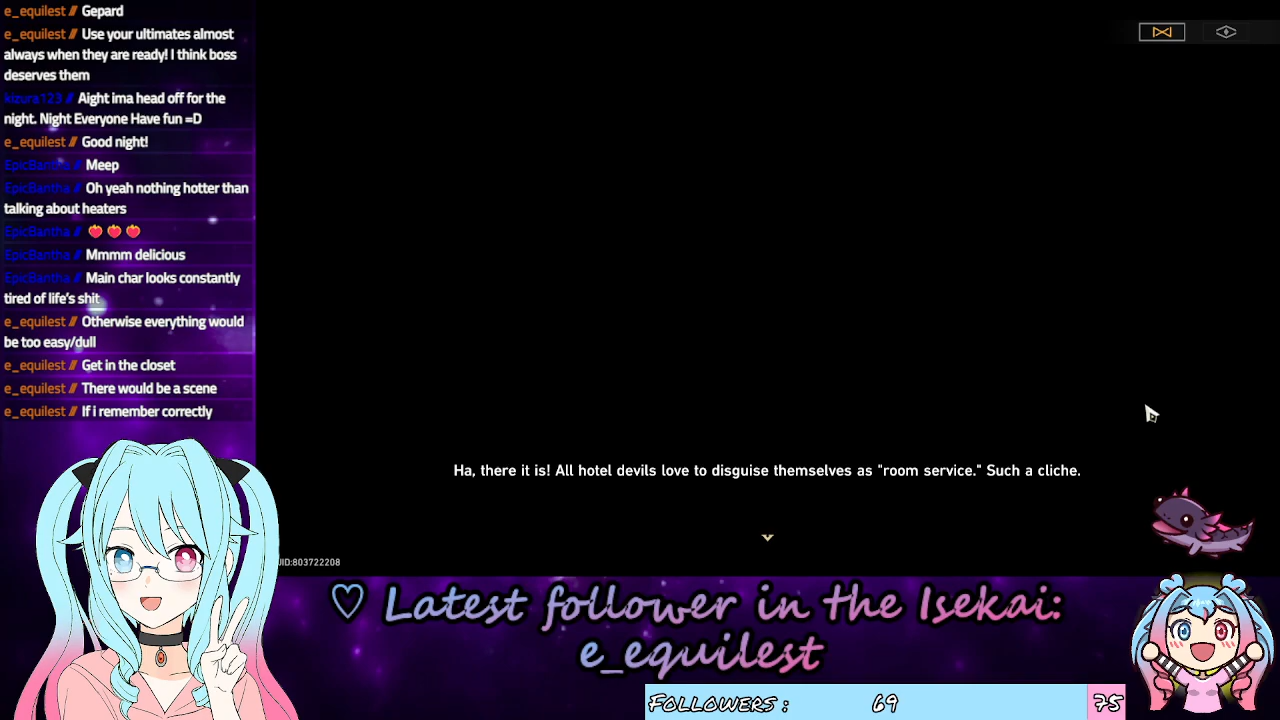 e_equilest // Gepard
e_equilest // Use your ultimates almost
always when they are ready! I think boss
deserves them
kizura123 // Aight ima head off for the
night. Night Everyone Have fun =D
e_equilest // Good night!
EpicBantha // Meep
EpicBantha // Oh yeah nothing hotter than
talking about heaters
EpicBantha //
EpicBantha // Mmmm delicious
EpicBantha // Main char looks constantly
tired of life's shit
e_equilest // Otherwise everything would
be too easy/dull
e_equilest // Get in the closet
e_equilest // There would be a scene
e_equilest // If i remember correctly
Ha, there it is! All hotel devils love to disguise themselves as "room service." Such a cliche.
UID:803722208
♡ Latest follower in the Isekai:
e_equilest
Followers: 69 75